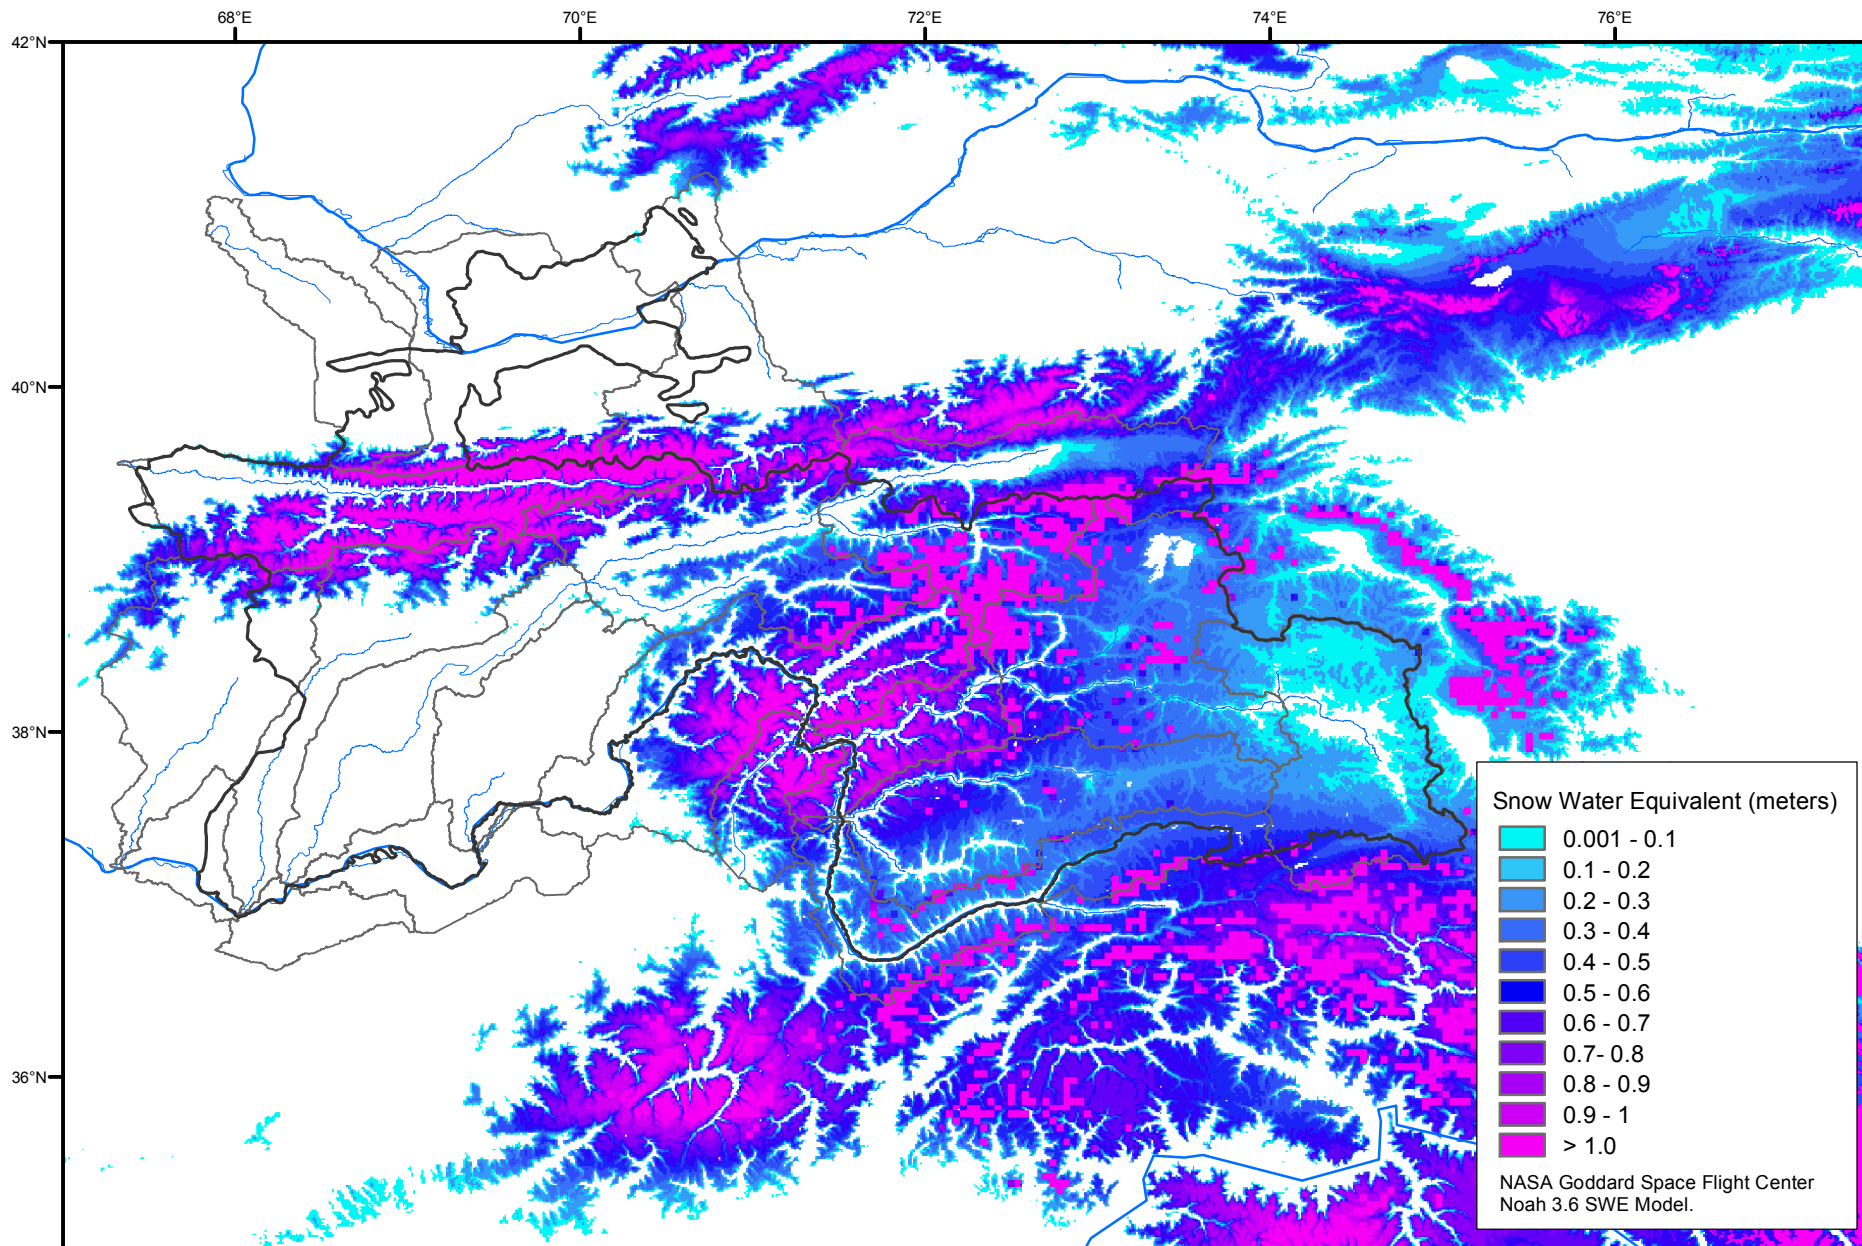 68°E
70°E
72°E
74°E
76°E
42°N
40°N
38°N
36°N
Snow Water Equivalent (meters)
0.001 - 0.1
0.1 - 0.2
0.2 - 0.3
0.3 - 0.4
0.4 - 0.5
0.5 - 0.6
0.6 - 0.7
0.7- 0.8
0.8 - 0.9
0.9 - 1
> 1.0
NASA Goddard Space Flight Center
Noah 3.6 SWE Model.